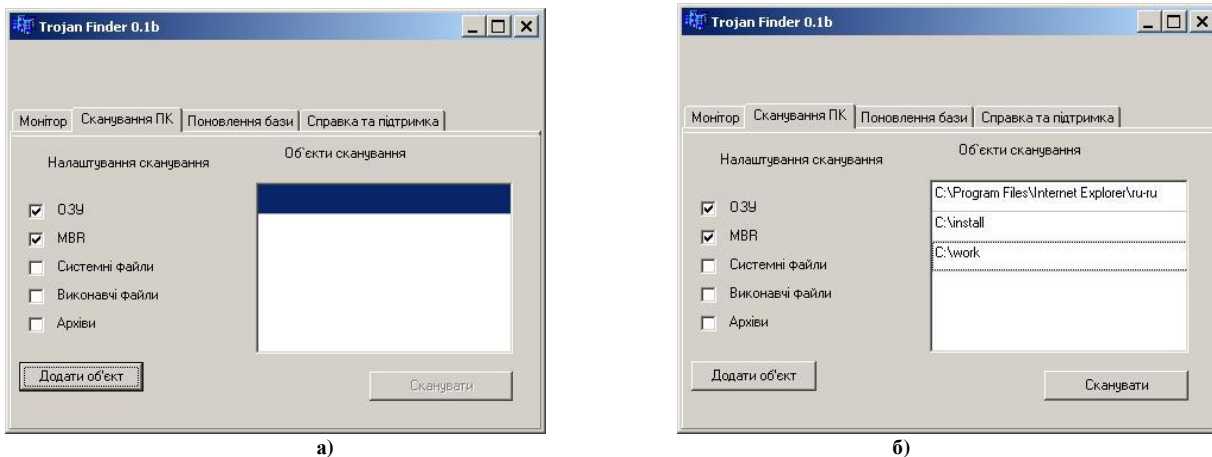 Trojan Finder 0.1b
Монітор Сканування ПК Поновлення бази Справка та підтримка
Налаштування сканування
Об`єкти сканування
ОЗУ
MBR
Системні файли
Виконавчі файли
Архіви
Додати об'єкт
Сканувати
а)
Trojan Finder 0.1b
Монітор Сканування ПК Поновлення бази Справка та підтримка
Налаштування сканування
Об`єкти сканування
C:\Program Files\Internet Explorer\ru-ru
C:\install
C:\work
ОЗУ
MBR
Системні файли
Виконавчі файли
Архіви
Додати об'єкт
Сканувати
б)